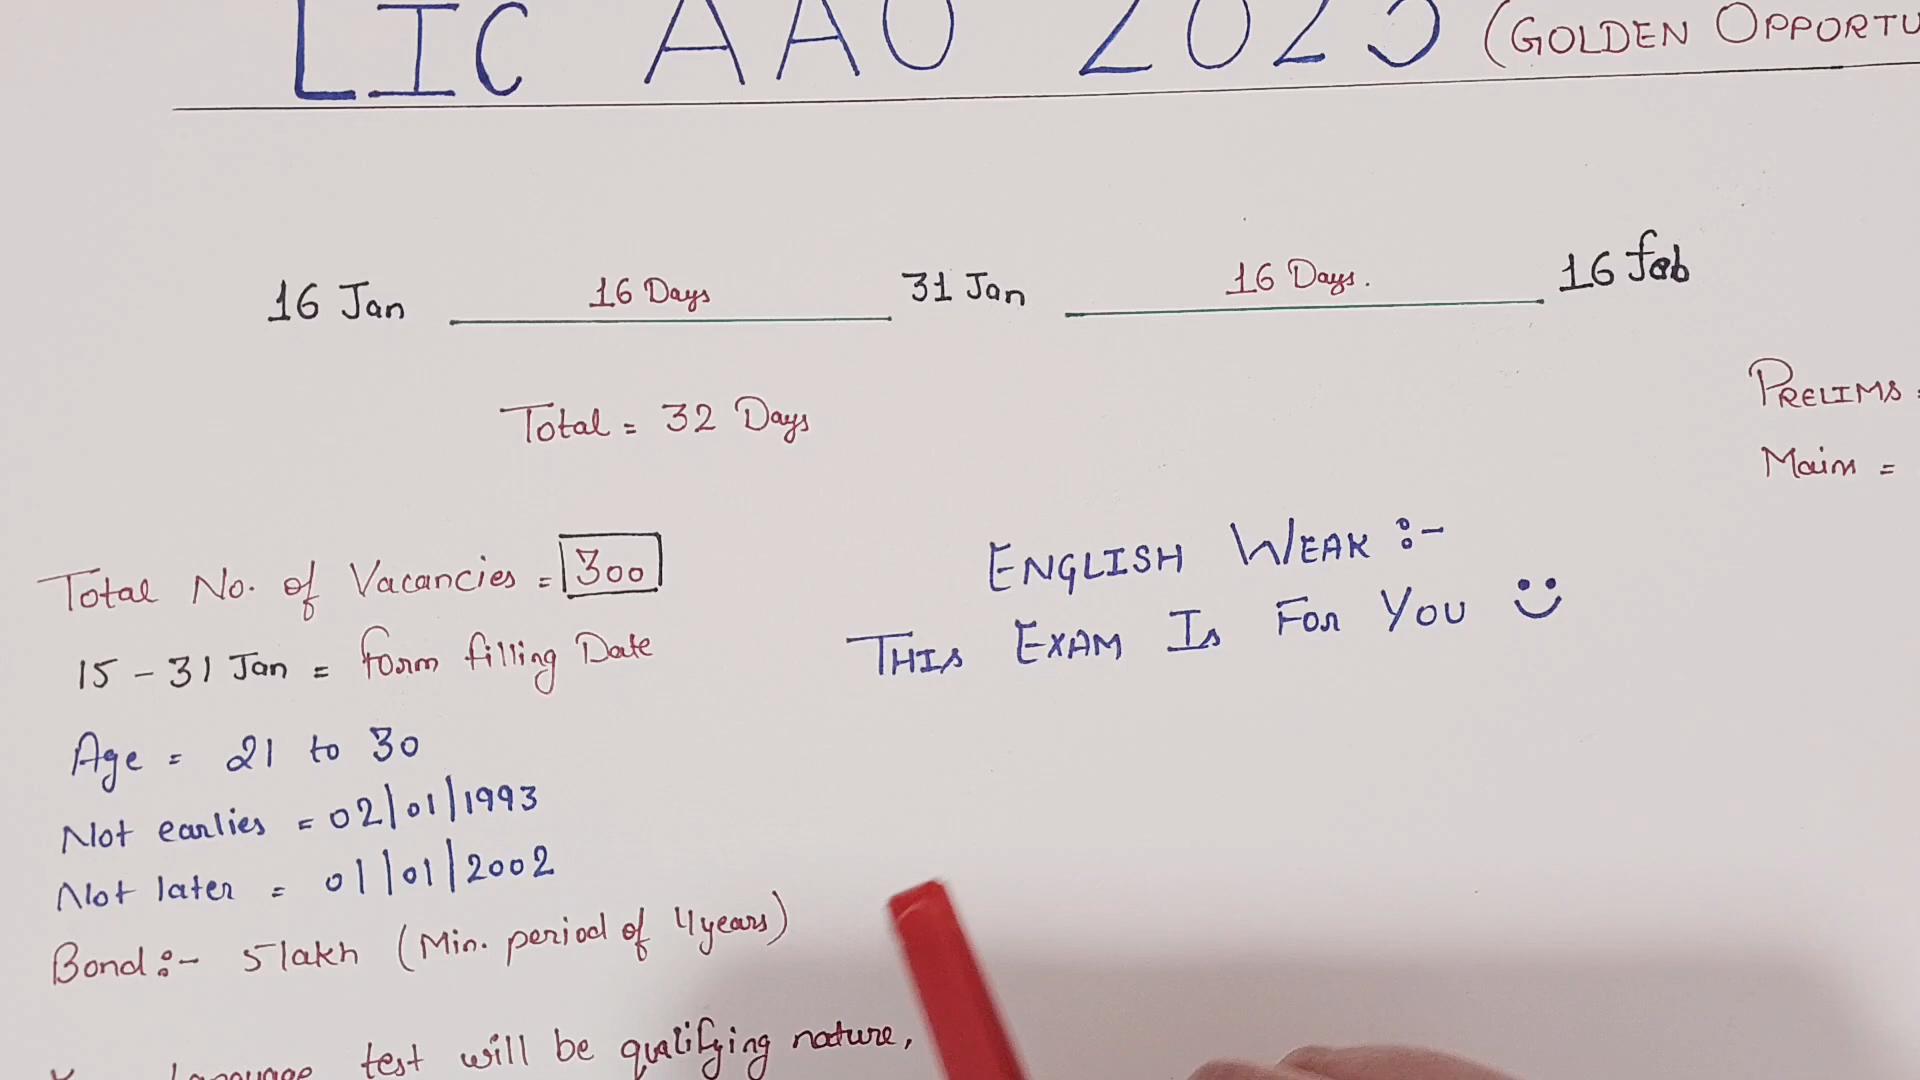 LIC AAO 2023 (GOLDEN OPPORTU
16 Jan 16 Days 31 Jan 16 Days. 16 feb
Total = 32 Days
PRELIMS =
Main =
Total No. of Vacancies = 300
15 - 31 Jan = form filling Date
Age = 21 to 30
Not earlies = 02/01/1993
Not later = 01/01/2002
Bond :- 5 lakh (Min. period of 4 years)
Language test will be qualifying nature,
ENGLISH WEAK :-
THIS EXAM IS FOR YOU